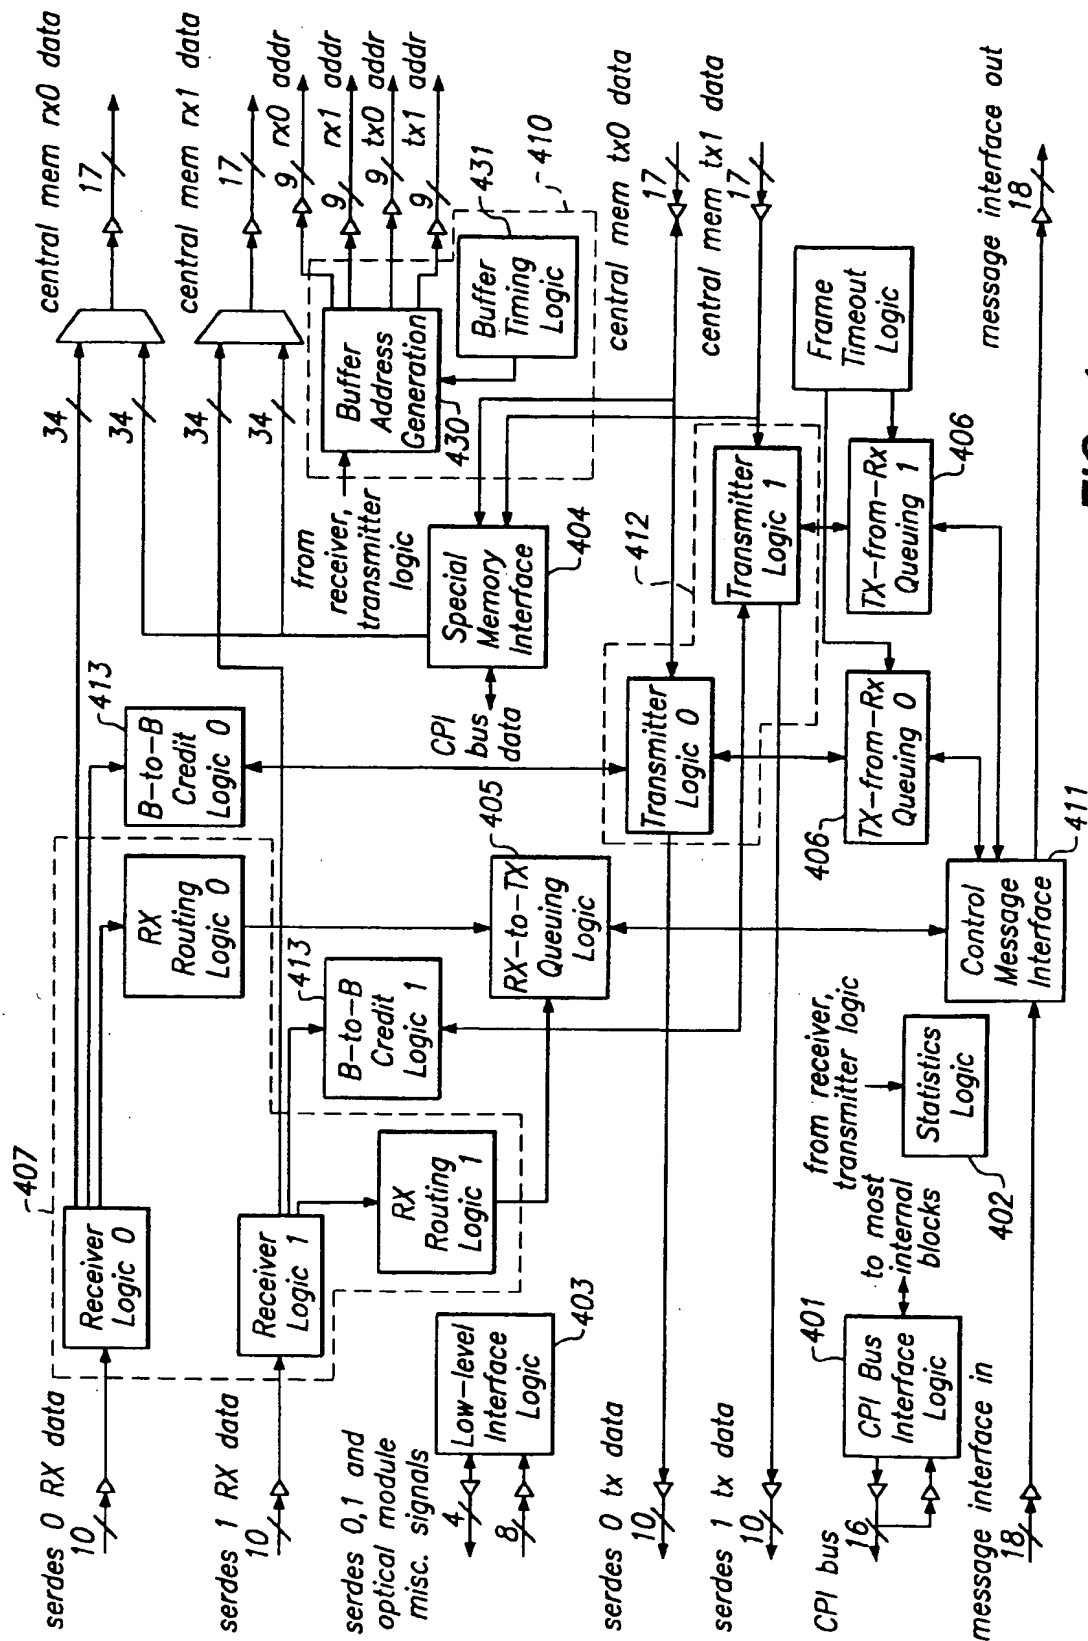 serdes 0 RX data
10
Receiver
Logic 0
407
RX
Routing
Logic 0
B-to-B
Credit
Logic 0
413
34
34
central mem rx0 data
17
serdes 1 RX data
10
Receiver
Logic 1
RX
Routing
Logic 1
B-to-B
Credit
Logic 1
413
34
34
central mem rx1 data
17
9
rx0 addr
9
rx1 addr
9
tx0 addr
9
tx1 addr
from
receiver,
transmitter
logic
Buffer
Address
Generation
430
Buffer
Timing
Logic
431
410
serdes 0,1 and
optical module
misc. signals
4
8
Low-level
Interface
Logic
403
RX-to-TX
Queuing
Logic
405
CPI
bus
data
Special
Memory
Interface
404
serdes 0 tx data
10
Transmitter
Logic 0
412
central mem tx0 data
17
serdes 1 tx data
10
Transmitter
Logic 1
central mem tx1 data
17
CPI bus
16
CPI Bus
Interface
Logic
401
to most
internal
blocks
from receiver,
transmitter logic
Statistics
Logic
402
TX-from-Rx
Queuing 0
406
TX-from-Rx
Queuing 1
406
Frame
Timeout
Logic
message interface in
18
Control
Message
Interface
411
message interface out
18